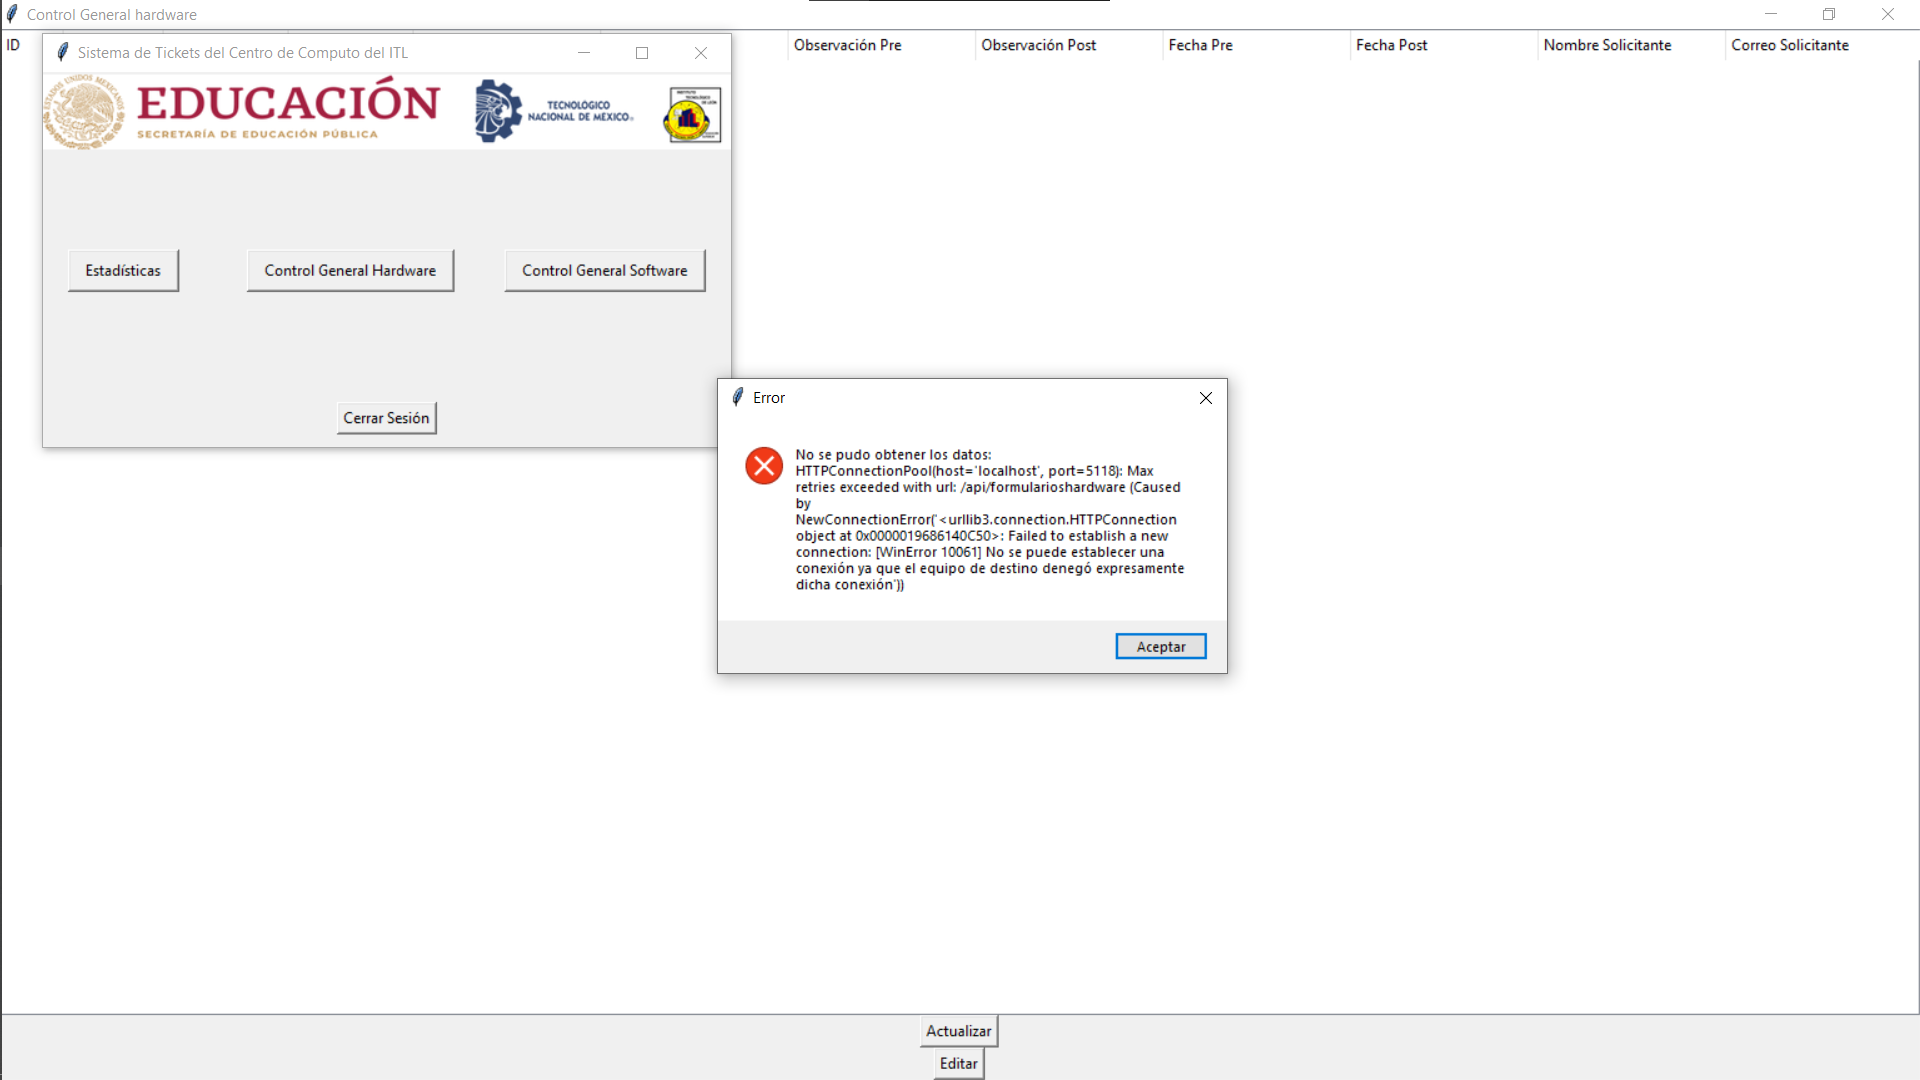 Control General hardware
ID
Observación Pre
Observación Post
Fecha Pre
Fecha Post
Nombre Solicitante
Correo Solicitante
Sistema de Tickets del Centro de Computo del ITL
EDUCACIÓN
SECRETARÍA DE EDUCACIÓN PÚBLICA
TECNOLÓGICO
NACIONAL DE MÉXICO®
Estadísticas
Control General Hardware
Control General Software
Cerrar Sesión
Error
No se pudo obtener los datos:
HTTPConnectionPool(host='localhost', port=5118): Max
retries exceeded with url: /api/formularioshardware (Caused
by
NewConnectionError('<urllib3.connection.HTTPConnection
object at 0x0000019686140C50>: Failed to establish a new
connection: [WinError 10061] No se puede establecer una
conexión ya que el equipo de destino denegó expresamente
dicha conexión'))
Aceptar
Actualizar
Editar